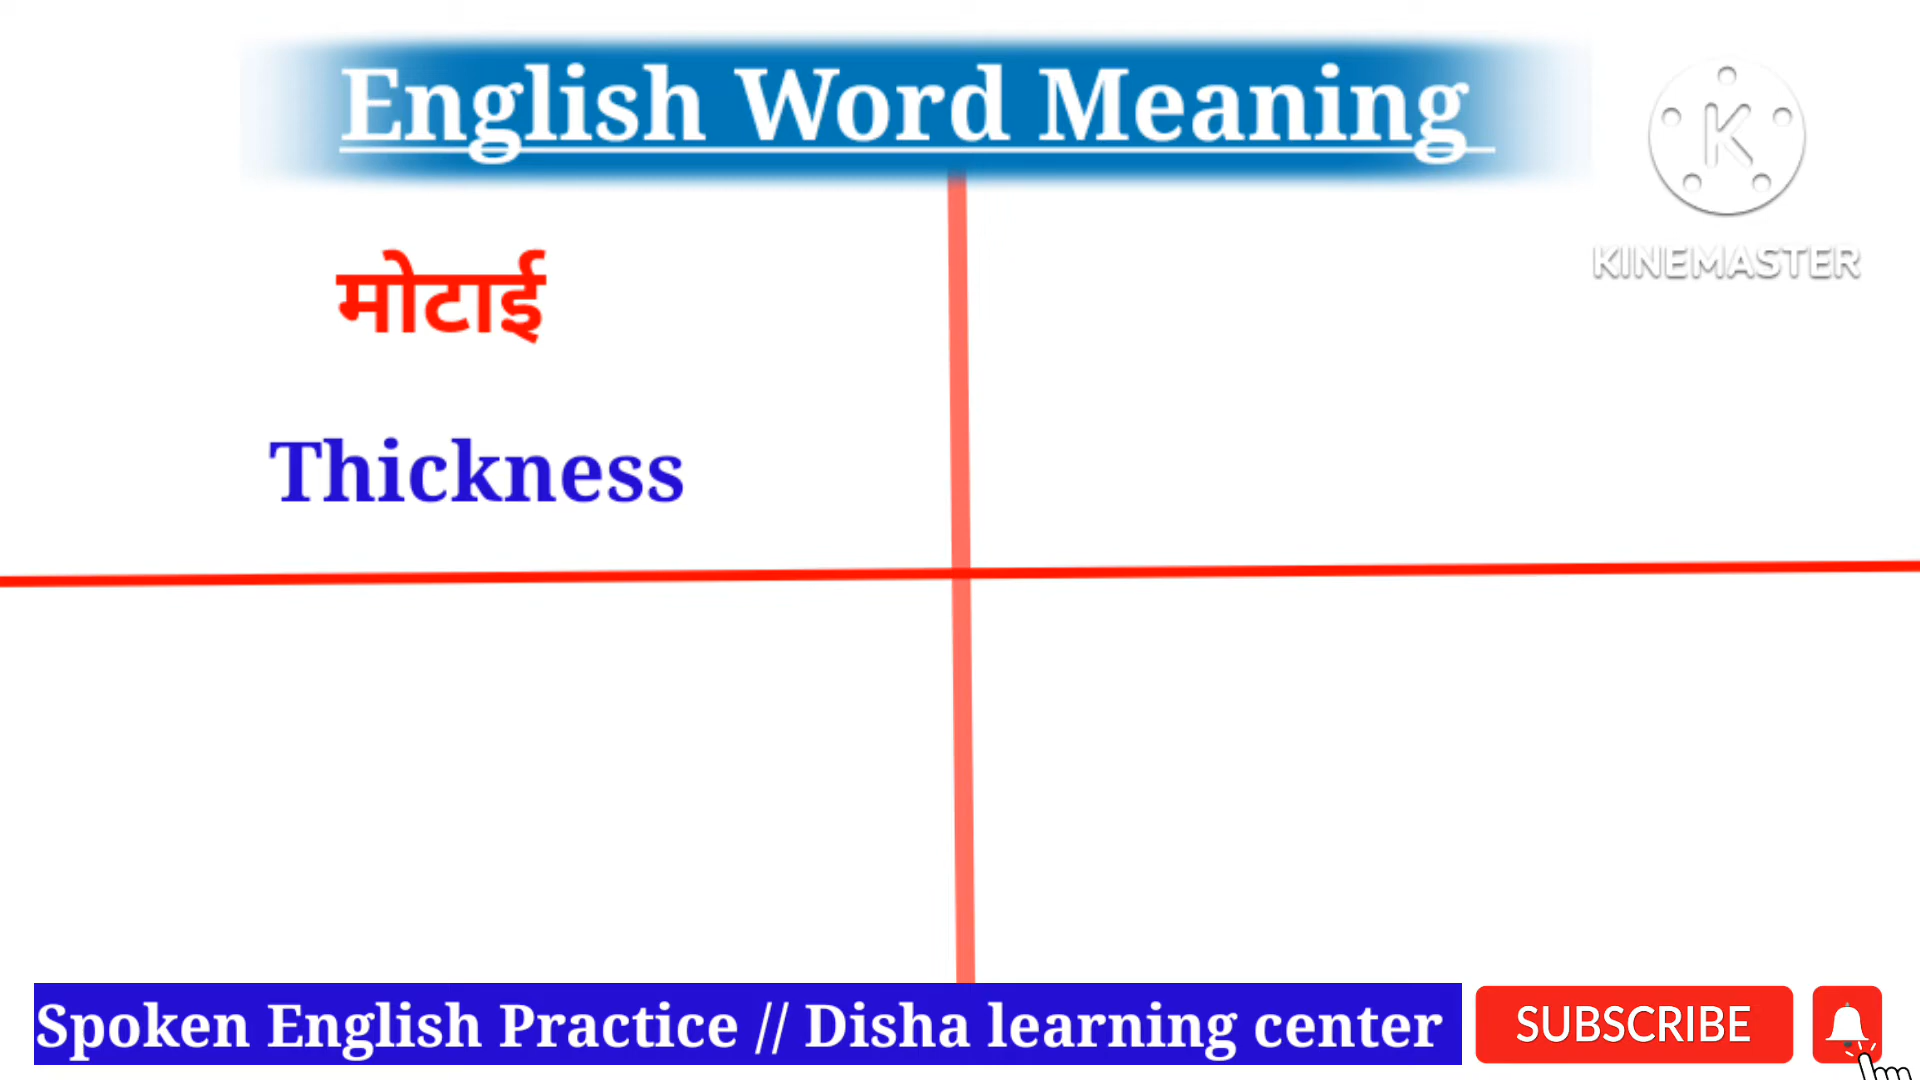 English Word Meaning
K
KINEMASTER
मोटाई
Thickness
Spoken English Practice // Disha learning center
SUBSCRIBE